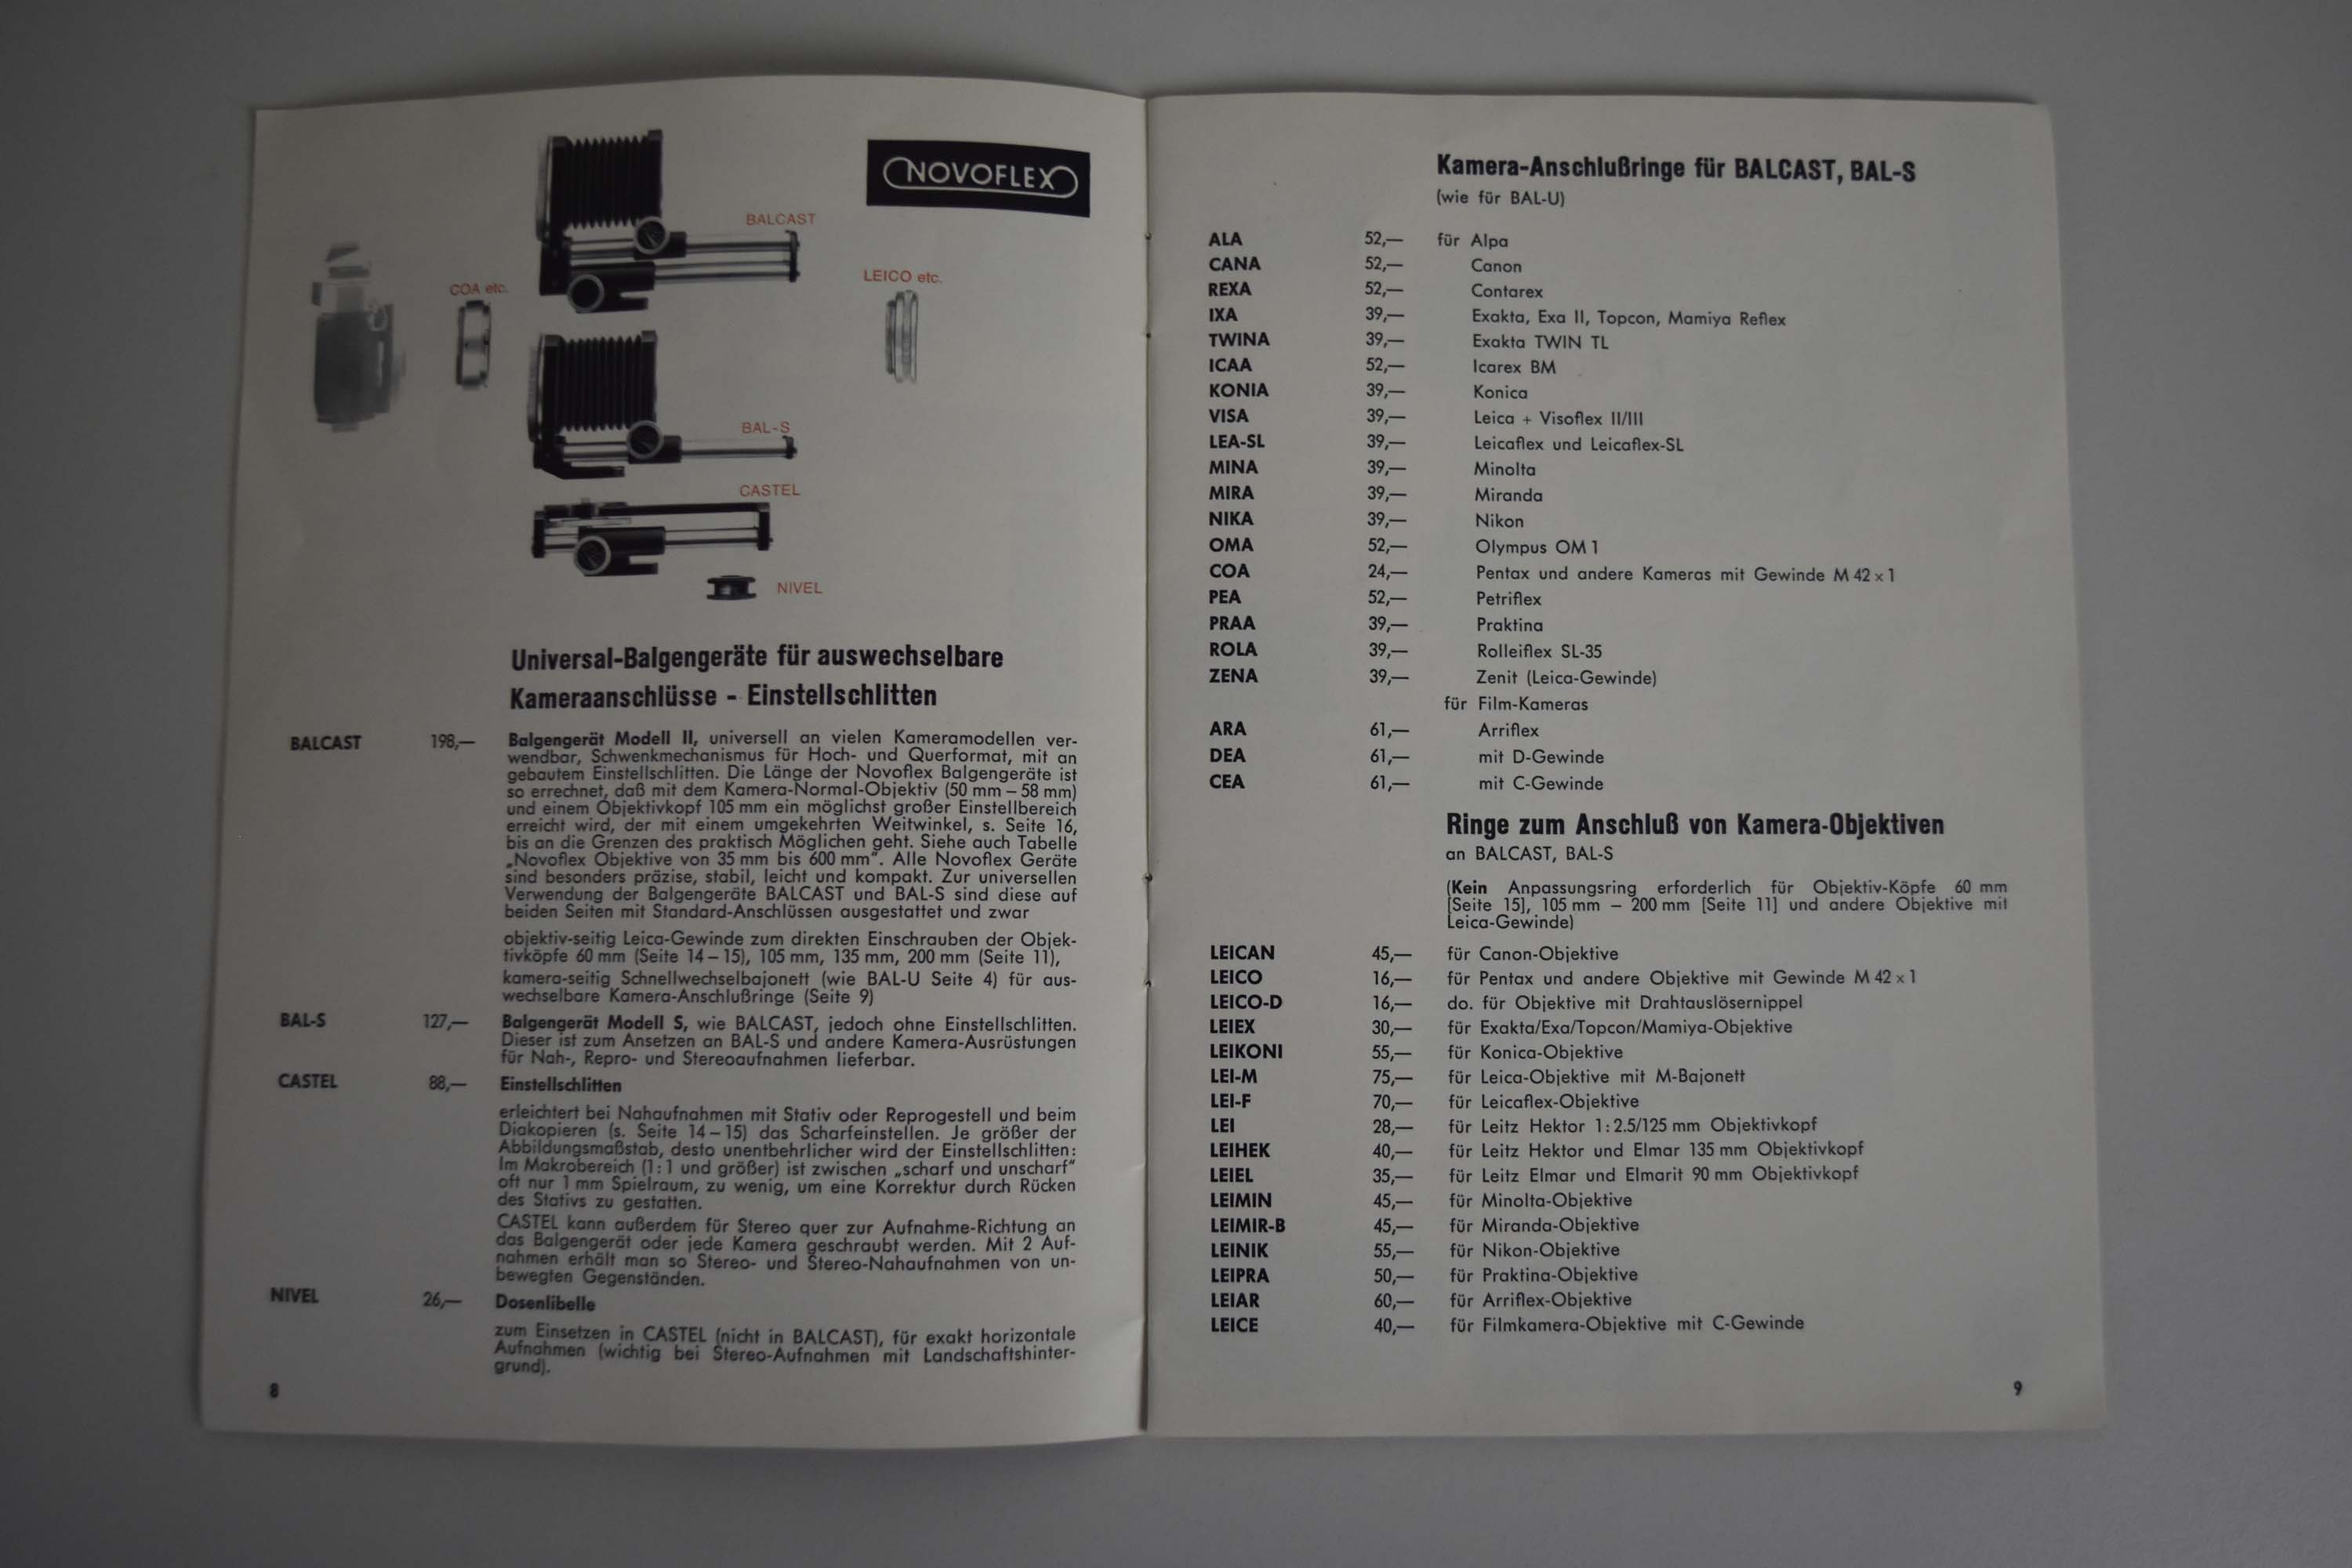 NOVOFLEX
BALCAST
LEICO etc.
COA etc.
BAL-S
CASTEL
NIVEL
Universal-Balgengeräte für auswechselbare
Kameraanschlüsse - Einstellschlitten
BALCAST 198,— Balgengerät Modell II, universell an vielen Kameramodellen ver-
wendbar, Schwenkmechanismus für Hoch- und Querformat, mit an
gebautem Einstellschlitten. Die Länge der Novoflex Balgengeräte ist
so errechnet, daß mit dem Kamera-Normal-Objektiv (50 mm – 58 mm)
und einem Objektivkopf 105 mm ein möglichst großer Einstellbereich
erreicht wird, der mit einem umgekehrten Weitwinkel, s. Seite 16,
bis an die Grenzen des praktisch Möglichen geht. Siehe auch Tabelle
„Novoflex Objektive von 35 mm bis 600 mm“. Alle Novoflex Geräte
sind besonders präzise, stabil, leicht und kompakt. Zur universellen
Verwendung der Balgengeräte BALCAST und BAL-S sind diese auf
beiden Seiten mit Standard-Anschlüssen ausgestattet und zwar
objektiv-seitig Leica-Gewinde zum direkten Einschrauben der Objek-
tivköpfe 60 mm (Seite 14 – 15), 105 mm, 135 mm, 200 mm (Seite 11),
kamera-seitig Schnellwechselbajonett (wie BAL-U Seite 4) für aus-
wechselbare Kamera-Anschlußringe (Seite 9)
BAL-S 127,— Balgengerät Modell S, wie BALCAST, jedoch ohne Einstellschlitten.
Dieser ist zum Ansetzen an BAL-S und andere Kamera-Ausrüstungen
für Nah-, Repro- und Stereoaufnahmen lieferbar.
CASTEL 88,— Einstellschlitten
erleichtert bei Nahaufnahmen mit Stativ oder Reprogestell und beim
Diakopieren (s. Seite 14 – 15) das Scharfeinstellen. Je größer der
Abbildungsmaßstab, desto unentbehrlicher wird der Einstellschlitten:
Im Makrobereich (1:1 und größer) ist zwischen „scharf und unscharf“
oft nur 1 mm Spielraum, zu wenig, um eine Korrektur durch Rücken
des Stativs zu gestatten.
CASTEL kann außerdem für Stereo quer zur Aufnahme-Richtung an
das Balgengerät oder jede Kamera geschraubt werden. Mit 2 Auf-
nahmen erhält man so Stereo- und Stereo-Nahaufnahmen von un-
bewegten Gegenständen.
NIVEL 26,— Dosenlibelle
zum Einsetzen in CASTEL (nicht in BALCAST), für exakt horizontale
Aufnahmen (wichtig bei Stereo-Aufnahmen mit Landschaftshinter-
grund).
8
Kamera-Anschlußringe für BALCAST, BAL-S
(wie für BAL-U)
ALA 52,— für Alpa
CANA 52,— Canon
REXA 52,— Contarex
IXA 39,— Exakta, Exa II, Topcon, Mamiya Reflex
TWINA 39,— Exakta TWIN TL
ICAA 52,— Icarex BM
KONIA 39,— Konica
VISA 39,— Leica + Visoflex II/III
LEA-SL 39,— Leicaflex und Leicaflex-SL
MINA 39,— Minolta
MIRA 39,— Miranda
NIKA 39,— Nikon
OMA 52,— Olympus OM 1
COA 24,— Pentax und andere Kameras mit Gewinde M 42 x 1
PEA 52,— Petriflex
PRAA 39,— Praktina
ROLA 39,— Rolleiflex SL-35
ZENA 39,— Zenit (Leica-Gewinde)
für Film-Kameras
ARA 61,— Arriflex
DEA 61,— mit D-Gewinde
CEA 61,— mit C-Gewinde
Ringe zum Anschluß von Kamera-Objektiven
an BALCAST, BAL-S
(Kein Anpassungsring erforderlich für Objektiv-Köpfe 60 mm
[Seite 15], 105 mm – 200 mm [Seite 11] und andere Objektive mit
Leica-Gewinde)
LEICAN 45,— für Canon-Objektive
LEICO 16,— für Pentax und andere Objektive mit Gewinde M 42 x 1
LEICO-D 16,— do. für Objektive mit Drahtauslösernippel
LEIEX 30,— für Exakta/Exa/Topcon/Mamiya-Objektive
LEIKONI 55,— für Konica-Objektive
LEI-M 75,— für Leica-Objektive mit M-Bajonett
LEI-F 70,— für Leicaflex-Objektive
LEI 28,— für Leitz Hektor 1:2.5/125 mm Objektivkopf
LEIHEK 40,— für Leitz Hektor und Elmar 135 mm Objektivkopf
LEIEL 35,— für Leitz Elmar und Elmarit 90 mm Objektivkopf
LEIMIN 45,— für Minolta-Objektive
LEIMIR-B 45,— für Miranda-Objektive
LEINIK 55,— für Nikon-Objektive
LEIPRA 50,— für Praktina-Objektive
LEIAR 60,— für Arriflex-Objektive
LEICE 40,— für Filmkamera-Objektive mit C-Gewinde
9